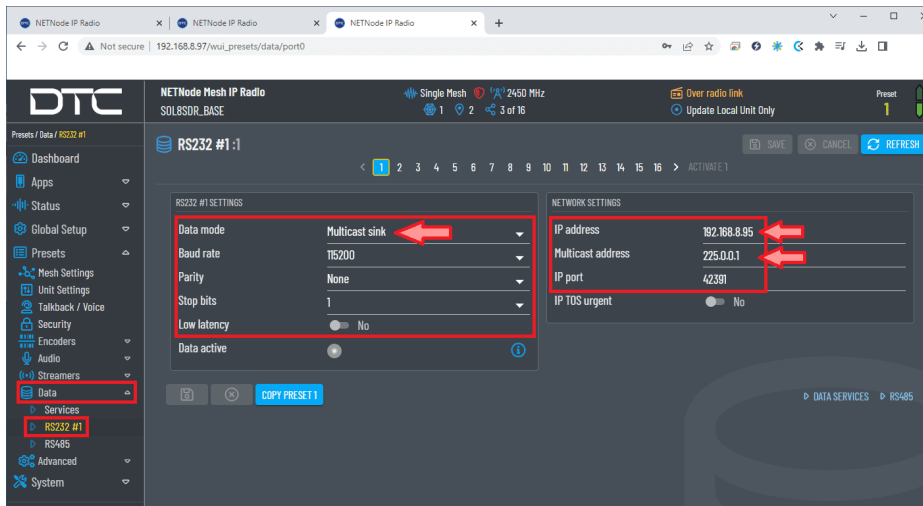 NETNode IP Radio
NETNode IP Radio
NETNode IP Radio
Not secure 192.168.8.97/wui_presets/data/port0
DTC
NETNode Mesh IP Radio
SOL8SDR_BASE
Single Mesh 2450 MHz
1 2 3 of 16
Over radio link
Update Local Unit Only
Preset
1
Presets / Data / RS232 #1
Dashboard
Apps
Status
Global Setup
Presets
Mesh Settings
Unit Settings
Talkback / Voice
Security
Encoders
Audio
Streamers
Data
Services
RS232 #1
RS485
Advanced
System
RS232 #1 :1
SAVE CANCEL REFRESH
1 2 3 4 5 6 7 8 9 10 11 12 13 14 15 16 ACTIVATE 1
RS232 #1 SETTINGS
Data mode Multicast sink
Baud rate 115200
Parity None
Stop bits 1
Low latency No
Data active
NETWORK SETTINGS
IP address 192.168.8.95
Multicast address 225.0.0.1
IP port 42391
IP TOS urgent No
COPY PRESET 1
DATA SERVICES RS485